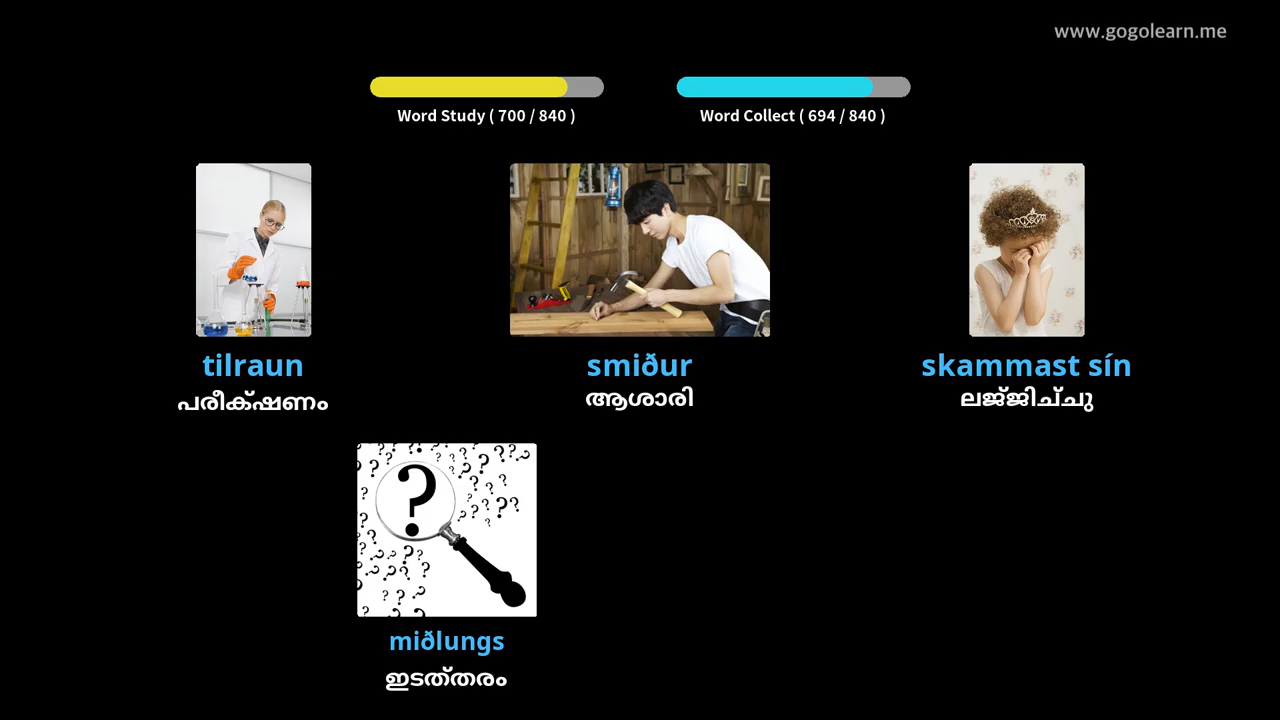 www.gogolearn.me
Word Study ( 700 / 840 )
Word Collect ( 694 / 840 )
tilraun
പരീക്ഷണം
smiður
ആശാരി
skammast sín
ലജ്ജിച്ചു
miðlungs
ഇടത്തരം